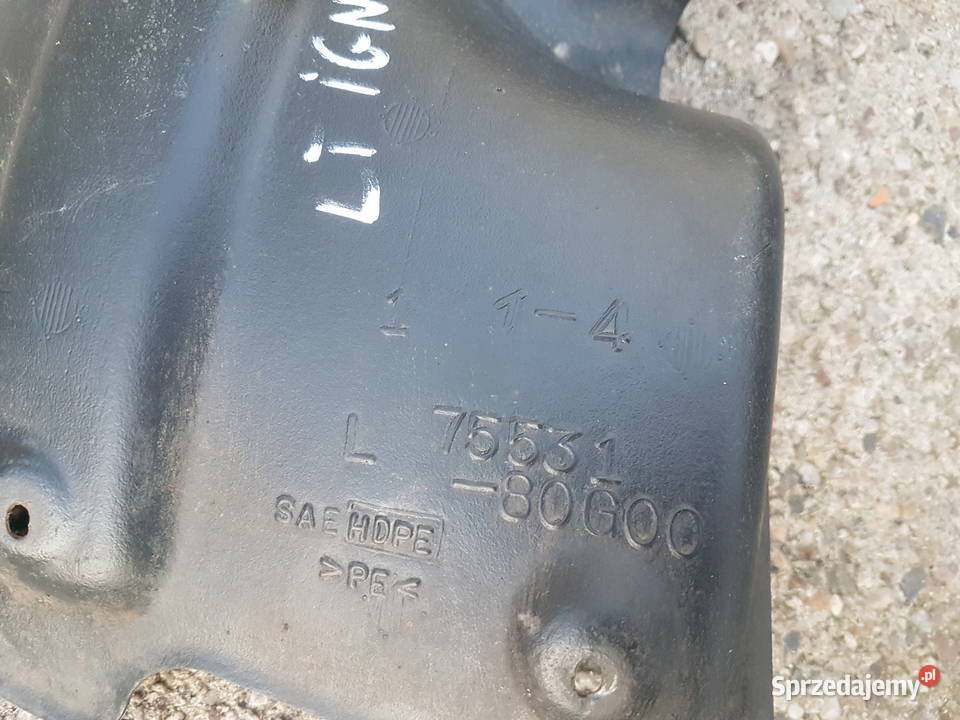 LT IGN
1 1-4
L 75531
-80G00
SAE HDPE
>PE<
Sprzedajemy.pl